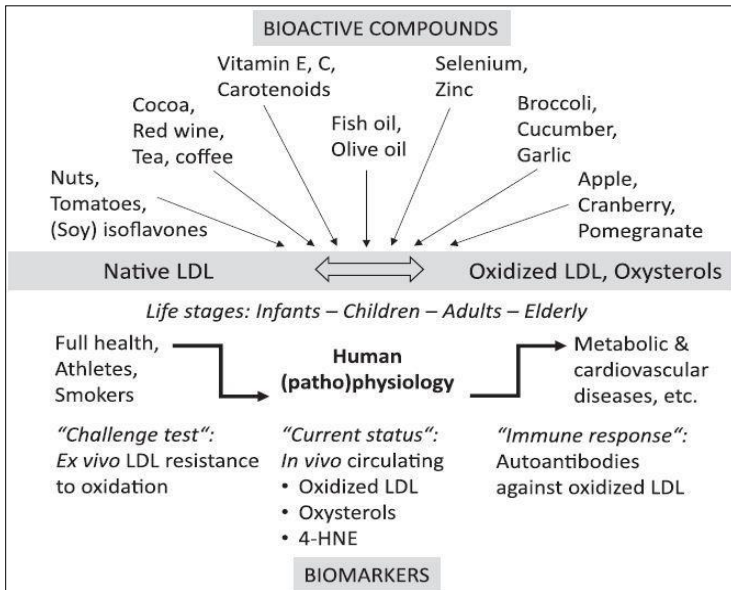 BIOACTIVE COMPOUNDS
Vitamin E, C,
Carotenoids
Selenium,
Zinc
Cocoa,
Red wine,
Tea, coffee
Fish oil,
Olive oil
Broccoli,
Cucumber,
Garlic
Nuts,
Tomatoes,
(Soy) isoflavones
Apple,
Cranberry,
Pomegranate
Native LDL
Oxidized LDL, Oxysterols
Life stages: Infants – Children – Adults – Elderly
Full health,
Athletes,
Smokers
Human
(patho)physiology
Metabolic &
cardiovascular
diseases, etc.
“Challenge test“:
Ex vivo LDL resistance
to oxidation
“Current status“:
In vivo circulating
• Oxidized LDL
• Oxysterols
• 4-HNE
“Immune response“:
Autoantibodies
against oxidized LDL
BIOMARKERS